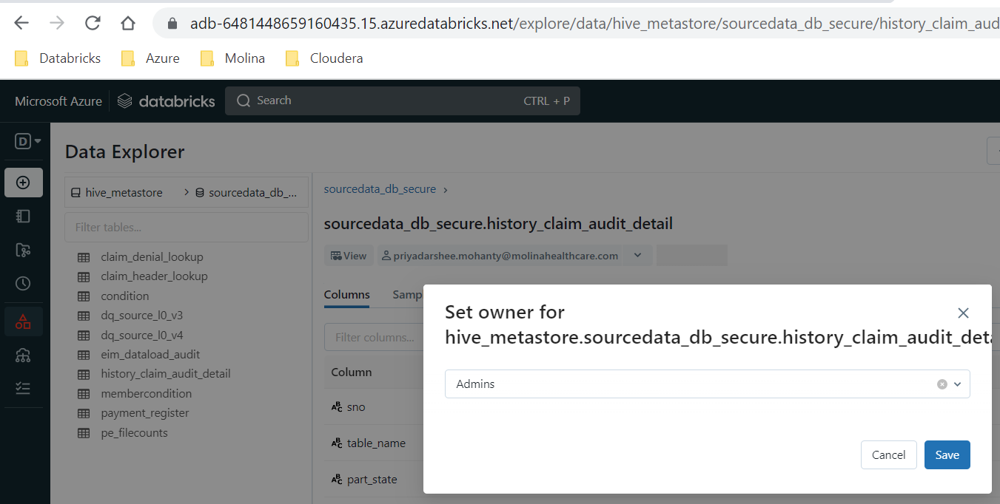 adb-6481448659160435.15.azuredatabricks.net/explore/data/hive_metastore/sourcedata_db_secure/history_claim_aud
Databricks Azure Molina Cloudera
Microsoft Azure databricks Search CTRL + P
D
Data Explorer
hive_metastore > sourcedata_db_...
Filter tables...
claim_denial_lookup
claim_header_lookup
condition
dq_source_l0_v3
dq_source_l0_v4
eim_dataload_audit
history_claim_audit_detail
membercondition
payment_register
pe_filecounts
sourcedata_db_secure >
sourcedata_db_secure.history_claim_audit_detail
View priyadarshee.mohanty@molinahealthcare.com
Columns Samp
Filter columns...
Column
ABC sno
ABC table_name
ABC part_state
Set owner for
hive_metastore.sourcedata_db_secure.history_claim_audit_deta
Admins
Cancel Save